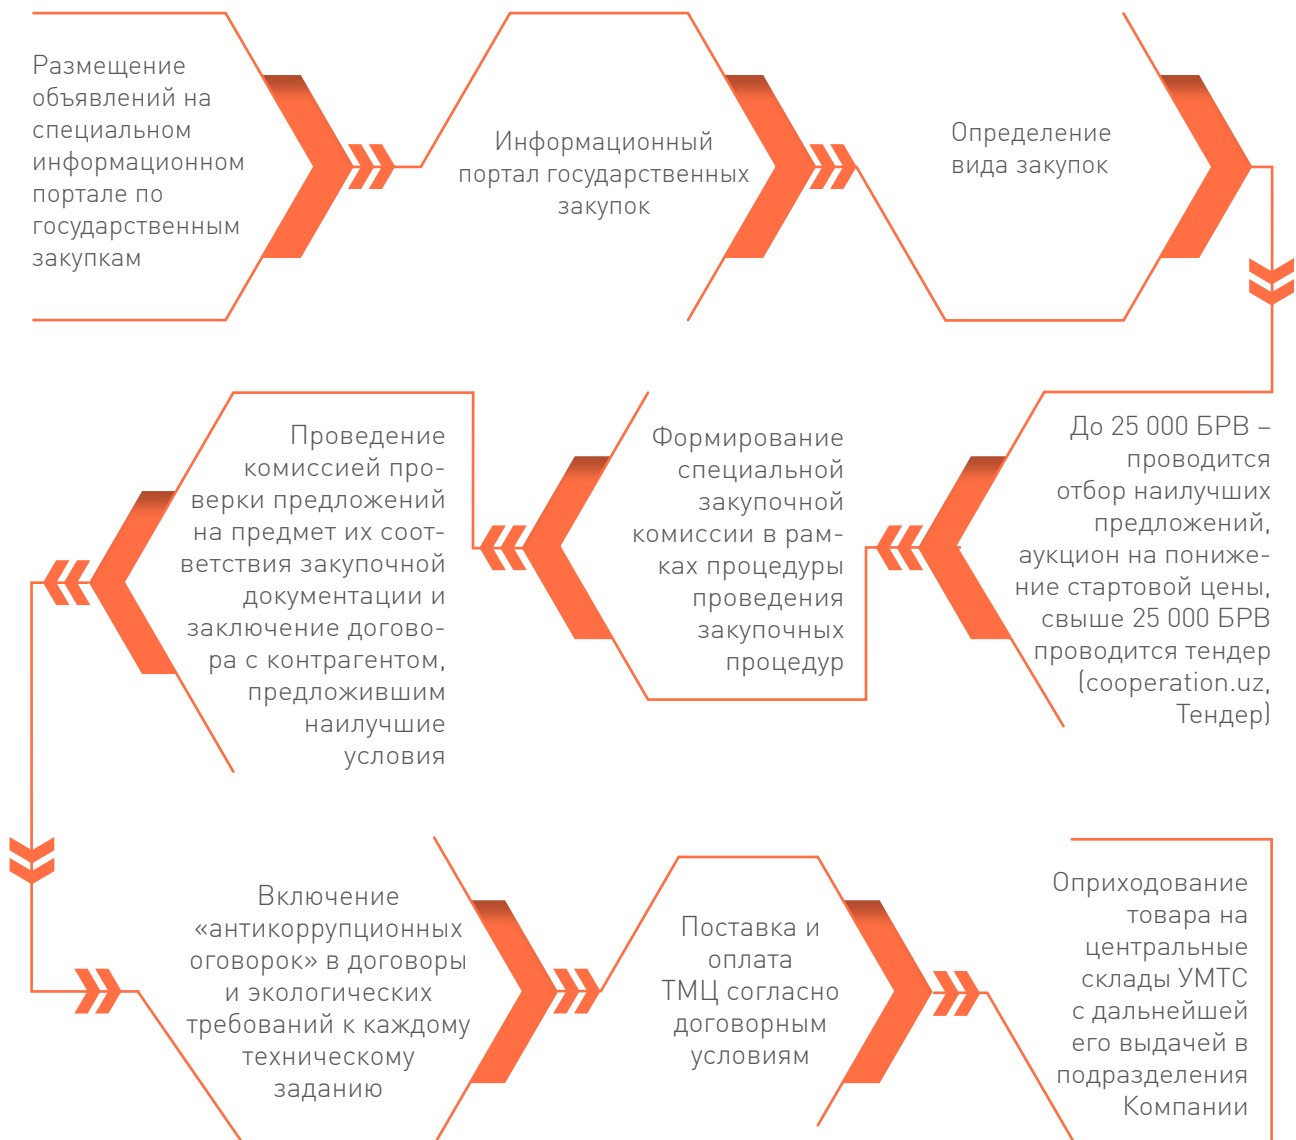 Размещение
объявлений на
специальном
информационном
портале по
государственным
закупкам
Информационный
портал государственных
закупок
Определение
вида закупок
До 25 000 БРВ –
проводится
отбор наилучших
предложений,
аукцион на пониже-
ние стартовой цены,
свыше 25 000 БРВ
проводится тендер
(cooperation.uz,
Тендер)
Формирование
специальной
закупочной
комиссии в рам-
ках процедуры
проведения
закупочных
процедур
Проведение
комиссией про-
верки предложений
на предмет их соот-
ветствия закупочной
документации и
заключение догово-
ра с контрагентом,
предложившим
наилучшие
условия
Включение
«антикоррупционных
оговорок» в договоры
и экологических
требований к каждому
техническому
заданию
Поставка и
оплата
ТМЦ согласно
договорным
условиям
Оприходование
товара на
центральные
склады УМТС
с дальнейшей
его выдачей в
подразделения
Компании